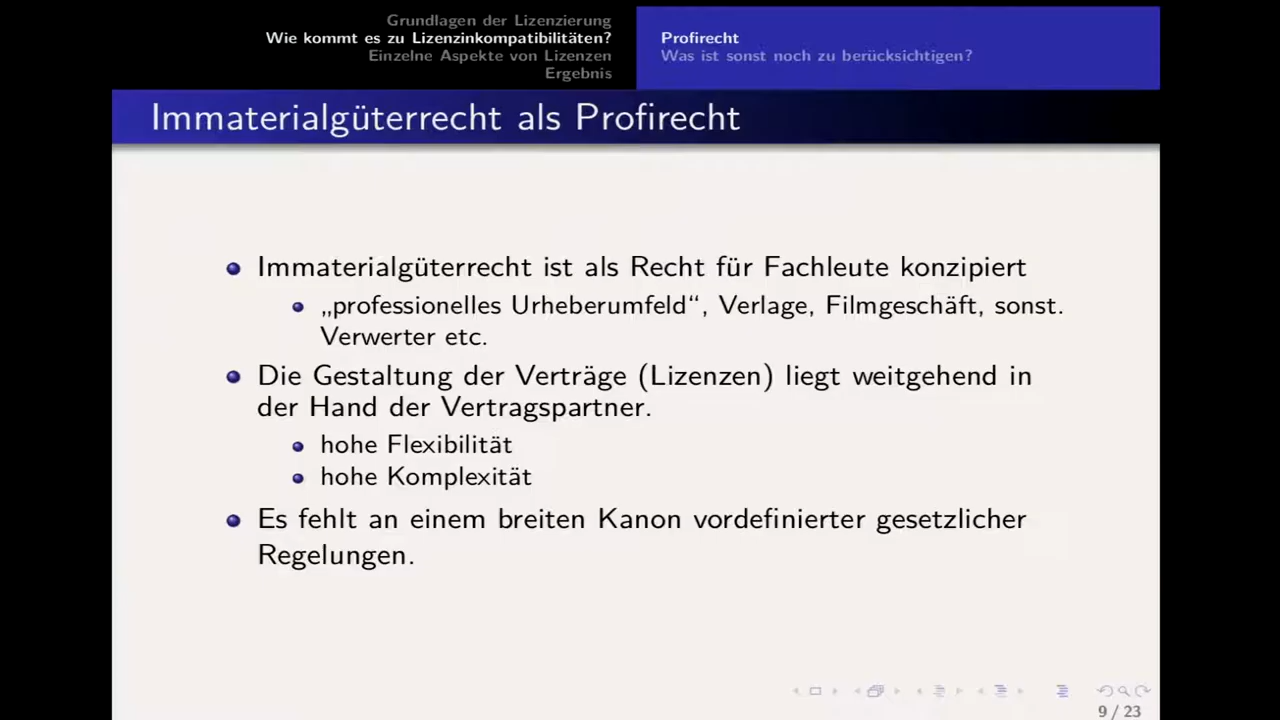 Grundlagen der Lizenzierung
Wie kommt es zu Lizenzinkompatibilitäten?
Einzelne Aspekte von Lizenzen
Ergebnis
Profirecht
Was ist sonst noch zu berücksichtigen?
Immaterialgüterrecht als Profirecht
Immaterialgüterrecht ist als Recht für Fachleute konzipiert
„professionelles Urheberumfeld“, Verlage, Filmgeschäft, sonst.
Verwerter etc.
Die Gestaltung der Verträge (Lizenzen) liegt weitgehend in
der Hand der Vertragspartner.
hohe Flexibilität
hohe Komplexität
Es fehlt an einem breiten Kanon vordefinierter gesetzlicher
Regelungen.
9 / 23